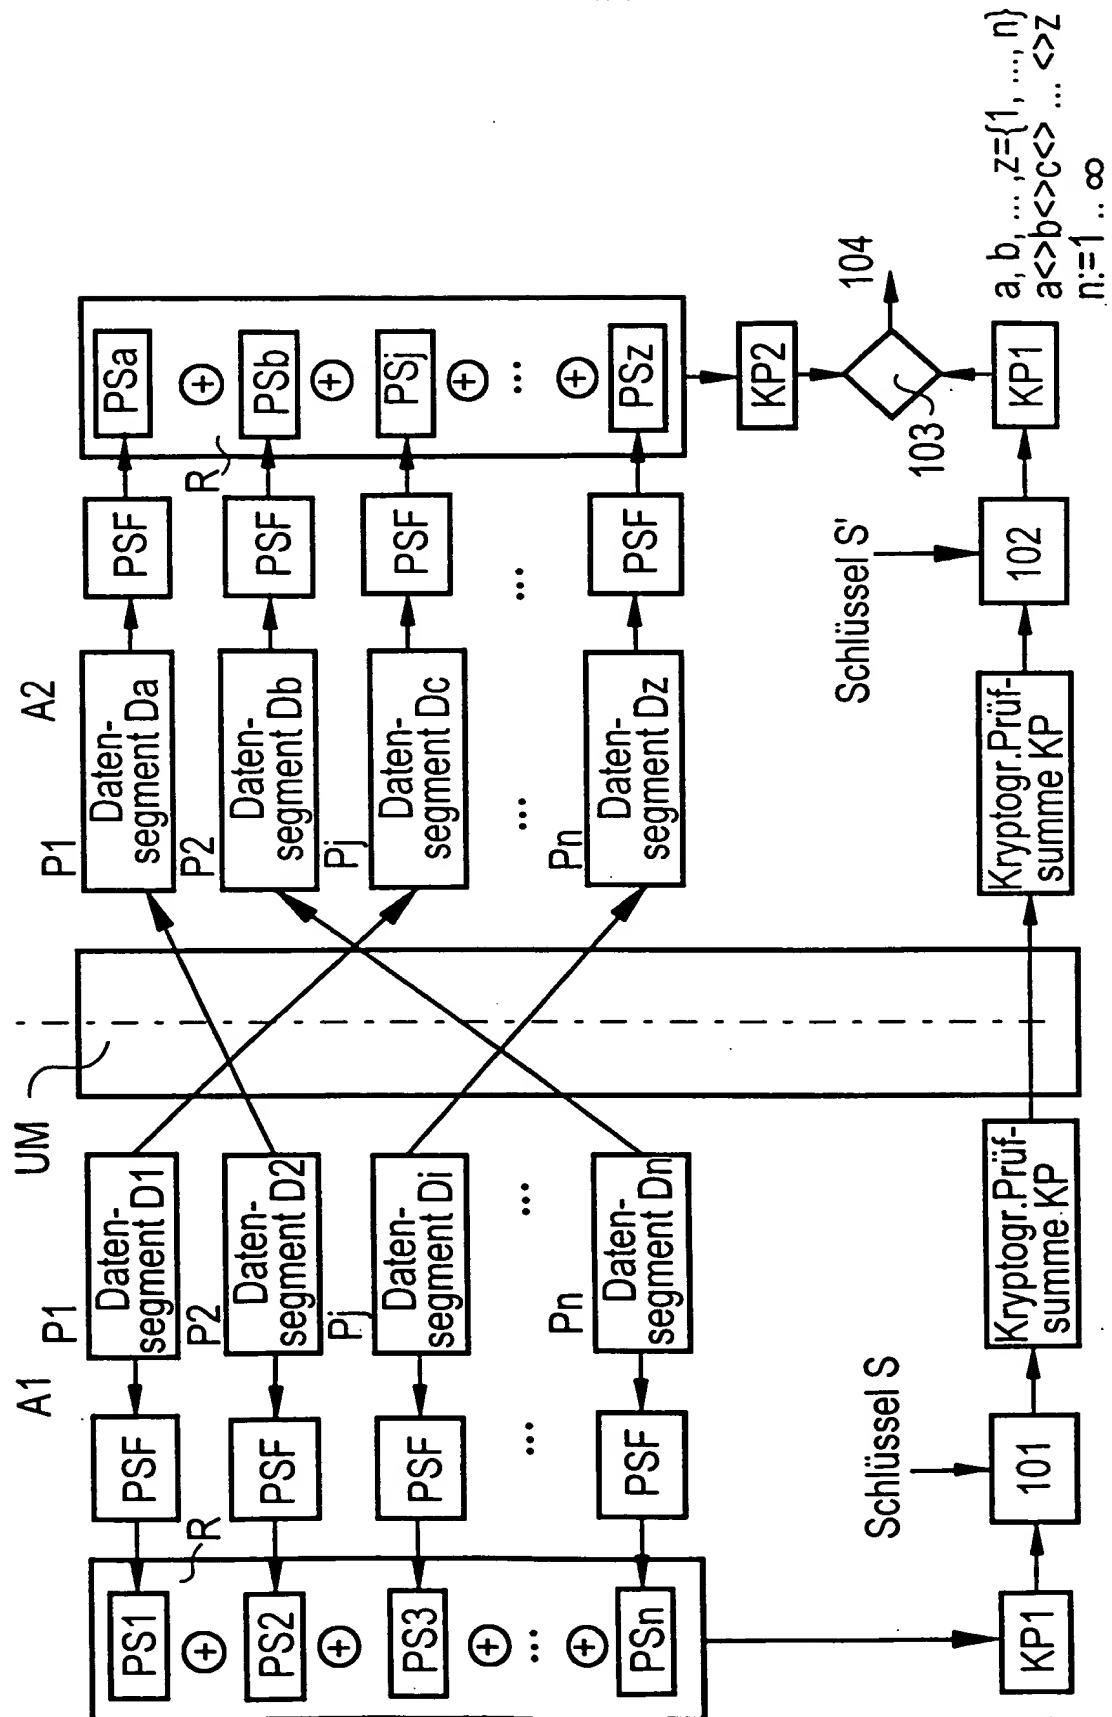 UM
A1
A2
P1
Daten-
segment D1
PSF
PS1
P2
Daten-
segment D2
PSF
PS2
R
Pj
Daten-
segment Di
PSF
PS3
...
...
...
Pn
Daten-
segment Dn
PSF
PSn
KP1
Schlüssel S
101
Kryptogr.Prüf-
summe KP
P1
Daten-
segment Da
PSF
PSa
P2
Daten-
segment Db
PSF
PSb
R
Pj
Daten-
segment Dc
PSF
PSj
...
...
...
Pn
Daten-
segment Dz
PSF
PSz
KP2
103
104
Kryptogr.Prüf-
summe KP
Schlüssel S'
102
KP1
a, b, ... ,z={1, ..., n}
a<>b<>c<> ... <>z
n:=1 .. ∞